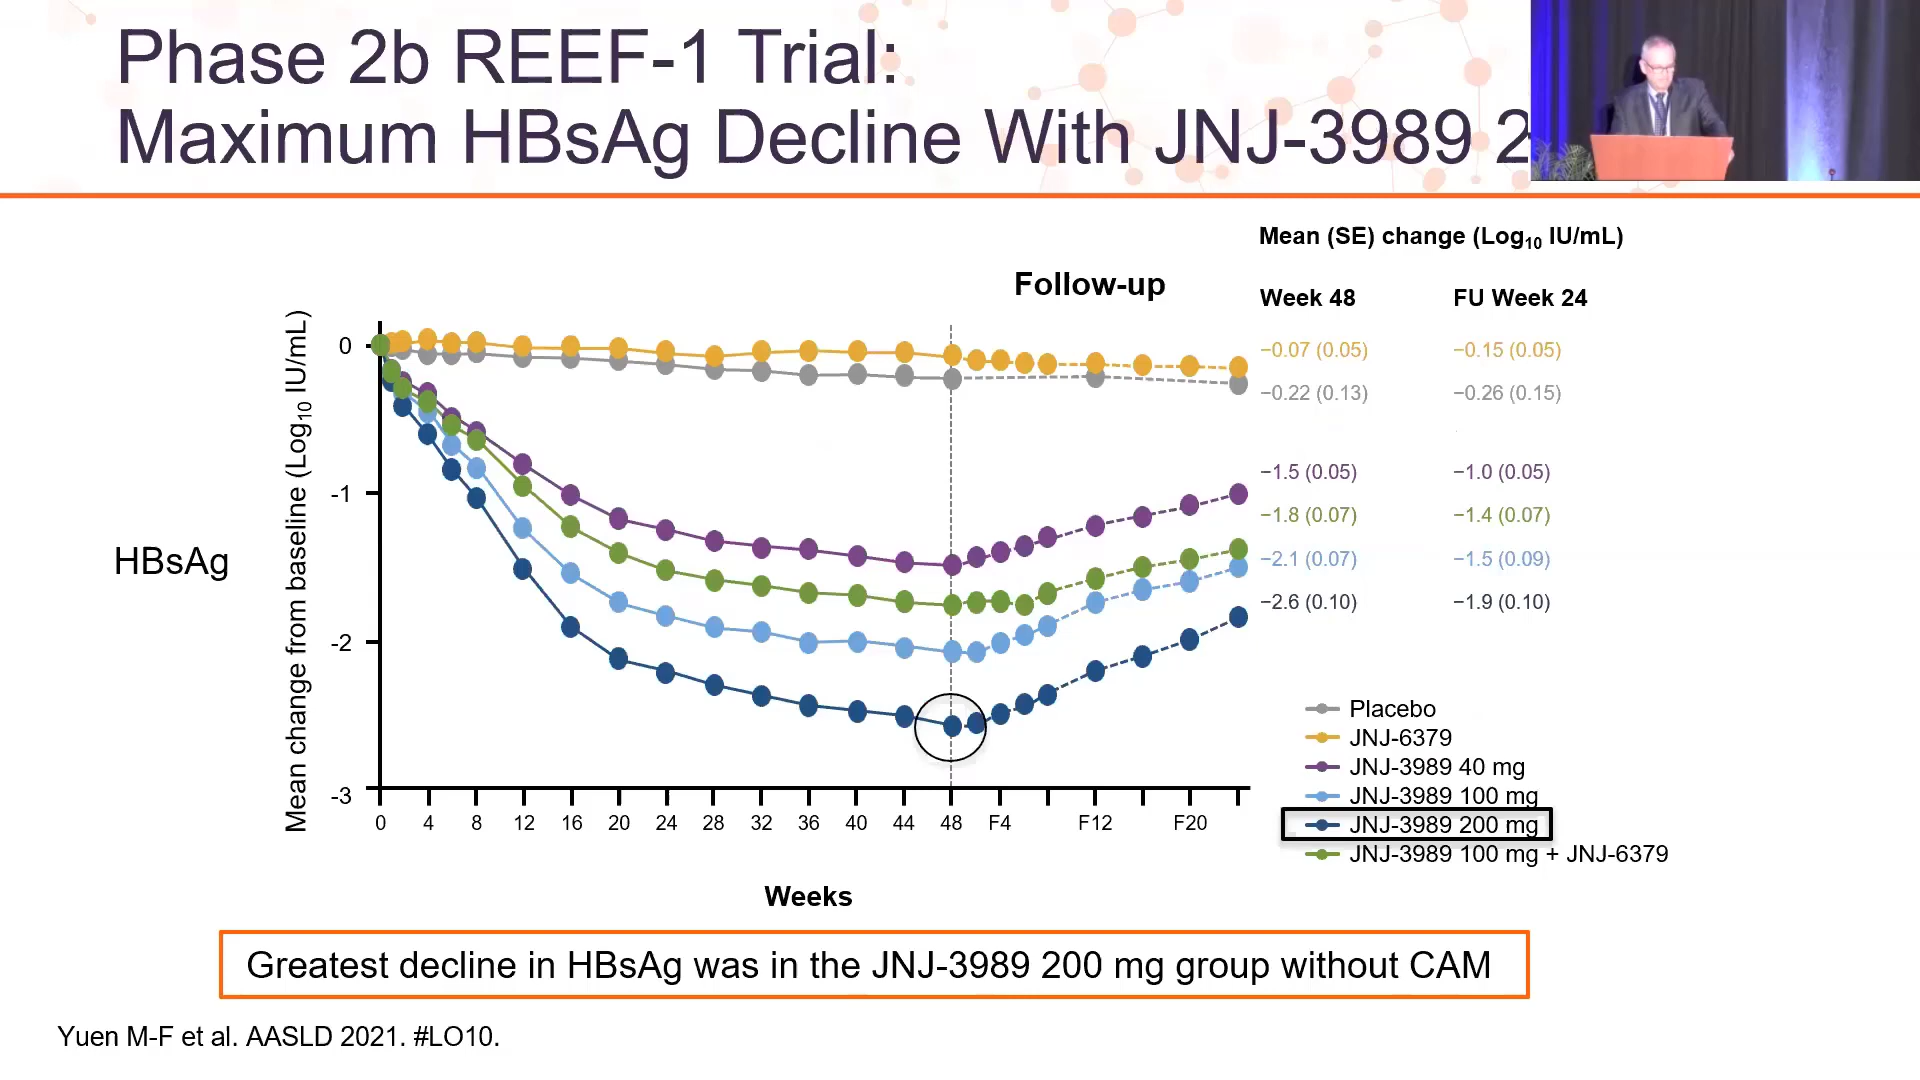 Phase 2b REEF-1 Trial:
Maximum HBsAg Decline With JNJ-3989 2
Mean (SE) change (Log10 IU/mL)
Follow-up
Week 48 FU Week 24
−0.07 (0.05) −0.15 (0.05)
−0.22 (0.13) −0.26 (0.15)
−1.5 (0.05) −1.0 (0.05)
−1.8 (0.07) −1.4 (0.07)
−2.1 (0.07) −1.5 (0.09)
−2.6 (0.10) −1.9 (0.10)
HBsAg
Mean change from baseline (Log10 IU/mL)
0
-1
-2
-3
0 4 8 12 16 20 24 28 32 36 40 44 48 F4 F12 F20
Weeks
Placebo
JNJ-6379
JNJ-3989 40 mg
JNJ-3989 100 mg
JNJ-3989 200 mg
JNJ-3989 100 mg + JNJ-6379
Greatest decline in HBsAg was in the JNJ-3989 200 mg group without CAM
Yuen M-F et al. AASLD 2021. #LO10.